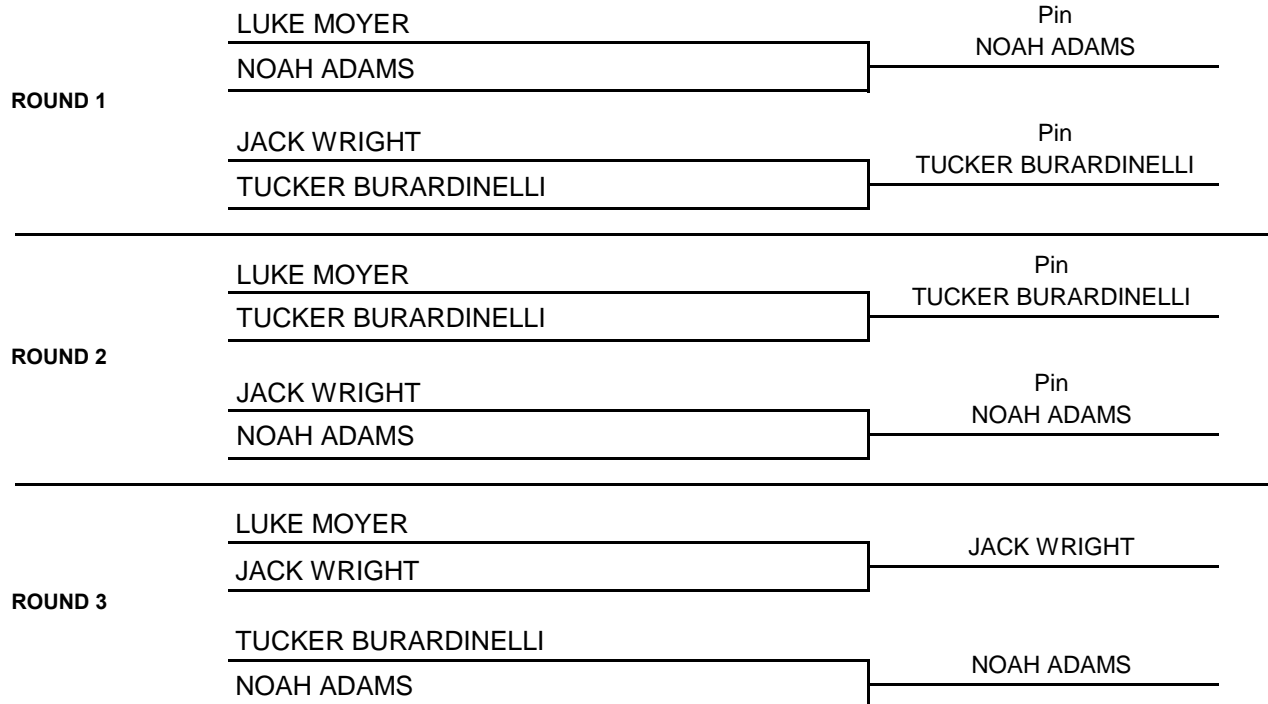 LUKE MOYER
Pin
NOAH ADAMS
NOAH ADAMS
ROUND 1
JACK WRIGHT
Pin
TUCKER BURARDINELLI
TUCKER BURARDINELLI
LUKE MOYER
Pin
TUCKER BURARDINELLI
TUCKER BURARDINELLI
ROUND 2
JACK WRIGHT
Pin
NOAH ADAMS
NOAH ADAMS
LUKE MOYER
JACK WRIGHT
JACK WRIGHT
ROUND 3
TUCKER BURARDINELLI
NOAH ADAMS
NOAH ADAMS